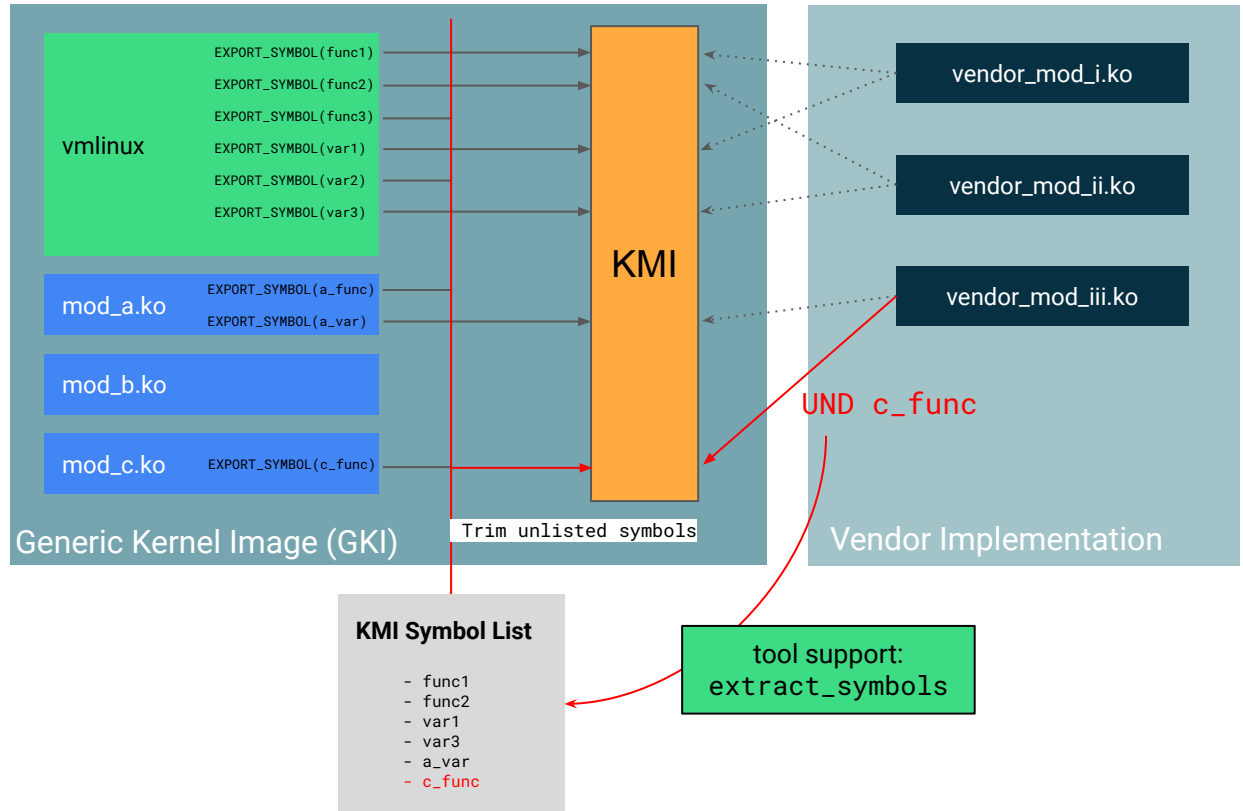 vmlinux
EXPORT_SYMBOL(func1)
EXPORT_SYMBOL(func2)
EXPORT_SYMBOL(func3)
EXPORT_SYMBOL(var1)
EXPORT_SYMBOL(var2)
EXPORT_SYMBOL(var3)
mod_a.ko
EXPORT_SYMBOL(a_func)
EXPORT_SYMBOL(a_var)
mod_b.ko
mod_c.ko
EXPORT_SYMBOL(c_func)
Generic Kernel Image (GKI)
Trim unlisted symbols
KMI
vendor_mod_i.ko
vendor_mod_ii.ko
vendor_mod_iii.ko
UND c_func
Vendor Implementation
KMI Symbol List
- func1
- func2
- var1
- var3
- a_var
- c_func
tool support:
extract_symbols